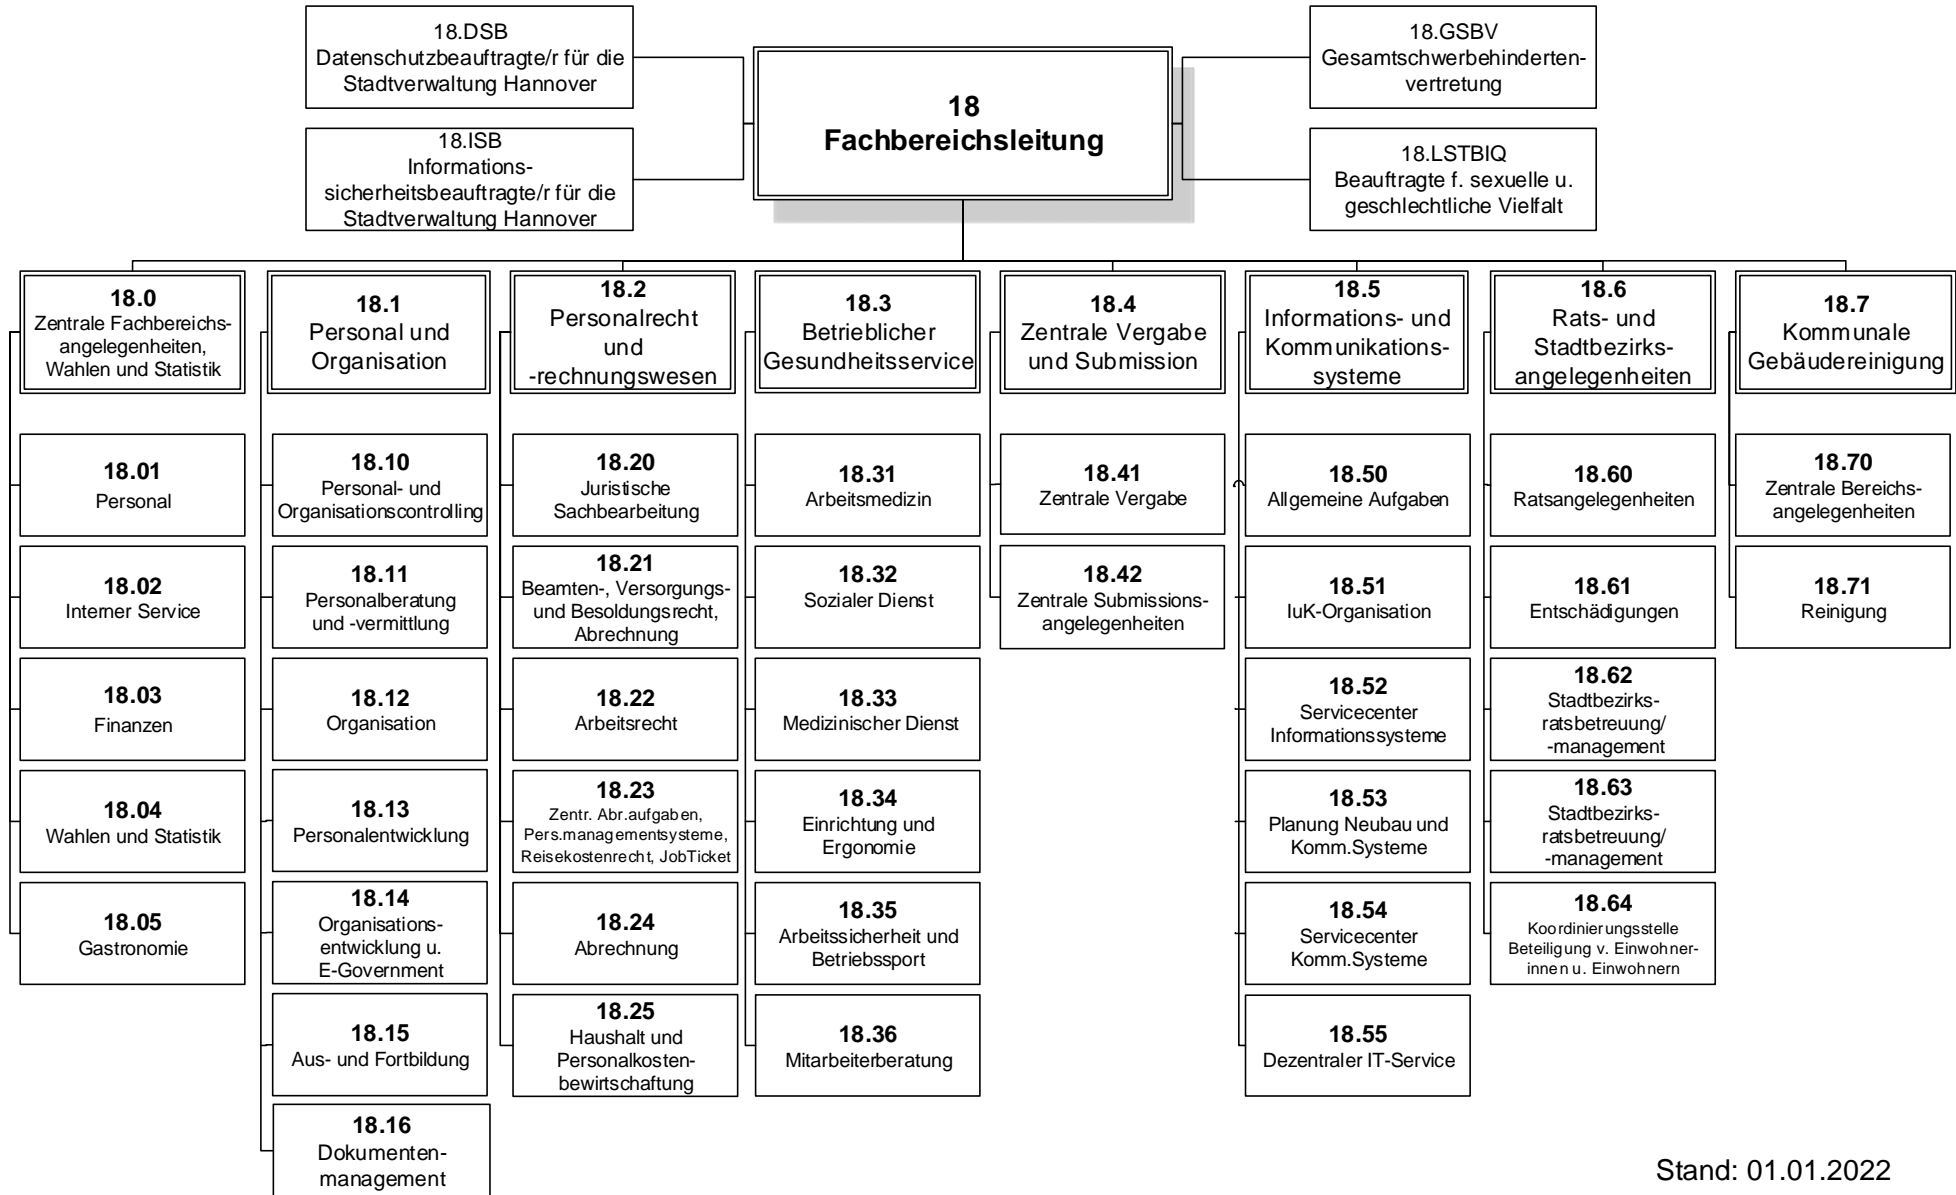 18.DSB
Datenschutzbeauftragte/r für die
Stadtverwaltung Hannover
18.ISB
Informations-
sicherheitsbeauftragte/r für die
Stadtverwaltung Hannover
18
Fachbereichsleitung
18.GSBV
Gesamtschwerbehinderten-
vertretung
18.LSTBIQ
Beauftragte f. sexuelle u.
geschlechtliche Vielfalt
18.0
Zentrale Fachbereichs-
angelegenheiten,
Wahlen und Statistik
18.01
Personal
18.02
Interner Service
18.03
Finanzen
18.04
Wahlen und Statistik
18.05
Gastronomie
18.1
Personal und
Organisation
18.10
Personal- und
Organisationscontrolling
18.11
Personalberatung
und -vermittlung
18.12
Organisation
18.13
Personalentwicklung
18.14
Organisations-
entwicklung u.
E-Government
18.15
Aus- und Fortbildung
18.16
Dokumenten-
management
18.2
Personalrecht
und
-rechnungswesen
18.20
Juristische
Sachbearbeitung
18.21
Beamten-, Versorgungs-
und Besoldungsrecht,
Abrechnung
18.22
Arbeitsrecht
18.23
Zentr. Abr.aufgaben,
Pers.managementsysteme,
Reisekostenrecht, JobTicket
18.24
Abrechnung
18.25
Haushalt und
Personalkosten-
bewirtschaftung
18.3
Betrieblicher
Gesundheitsservice
18.31
Arbeitsmedizin
18.32
Sozialer Dienst
18.33
Medizinischer Dienst
18.34
Einrichtung und
Ergonomie
18.35
Arbeitssicherheit und
Betriebssport
18.36
Mitarbeiterberatung
18.4
Zentrale Vergabe
und Submission
18.41
Zentrale Vergabe
18.42
Zentrale Submissions-
angelegenheiten
18.5
Informations- und
Kommunikations-
systeme
18.50
Allgemeine Aufgaben
18.51
IuK-Organisation
18.52
Servicecenter
Informationssysteme
18.53
Planung Neubau und
Komm.Systeme
18.54
Servicecenter
Komm.Systeme
18.55
Dezentraler IT-Service
18.6
Rats- und
Stadtbezirks-
angelegenheiten
18.60
Ratsangelegenheiten
18.61
Entschädigungen
18.62
Stadtbezirks-
ratsbetreuung/
-management
18.63
Stadtbezirks-
ratsbetreuung/
-management
18.64
Koordinierungsstelle
Beteiligung v. Einwohner-
innen u. Einwohnern
18.7
Kommunale
Gebäudereinigung
18.70
Zentrale Bereichs-
angelegenheiten
18.71
Reinigung
Stand: 01.01.2022